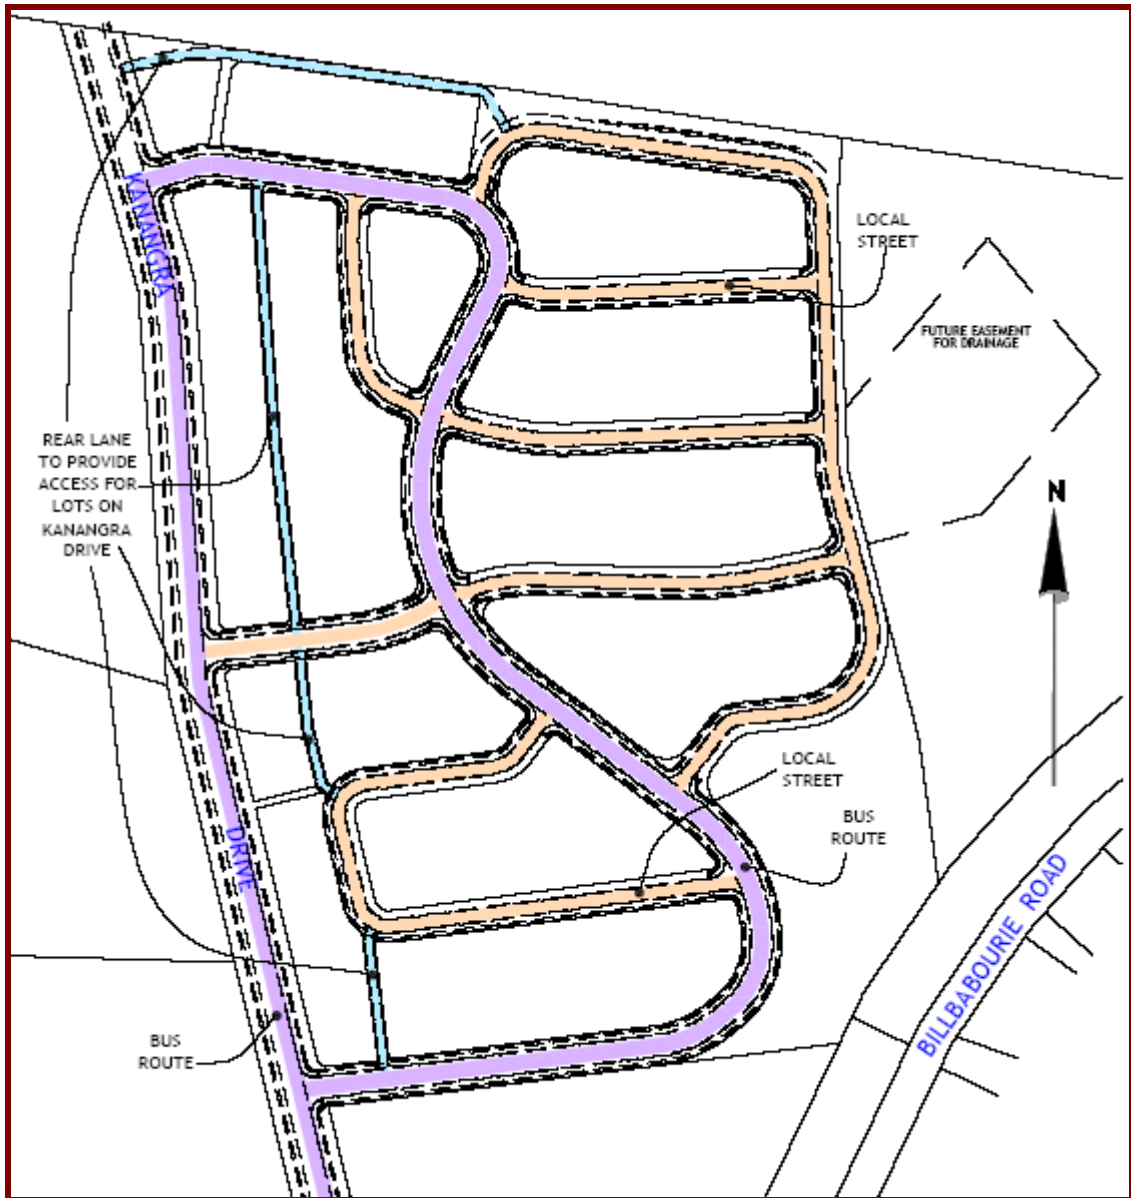 KANANGRA
LOCAL
STREET
FUTURE EASEMENT
FOR DRAINAGE
REAR LANE
TO PROVIDE
ACCESS FOR
LOTS ON
KANANGRA
DRIVE
N
LOCAL
STREET
BUS
ROUTE
DRIVE
BILLBABOURIE ROAD
BUS
ROUTE